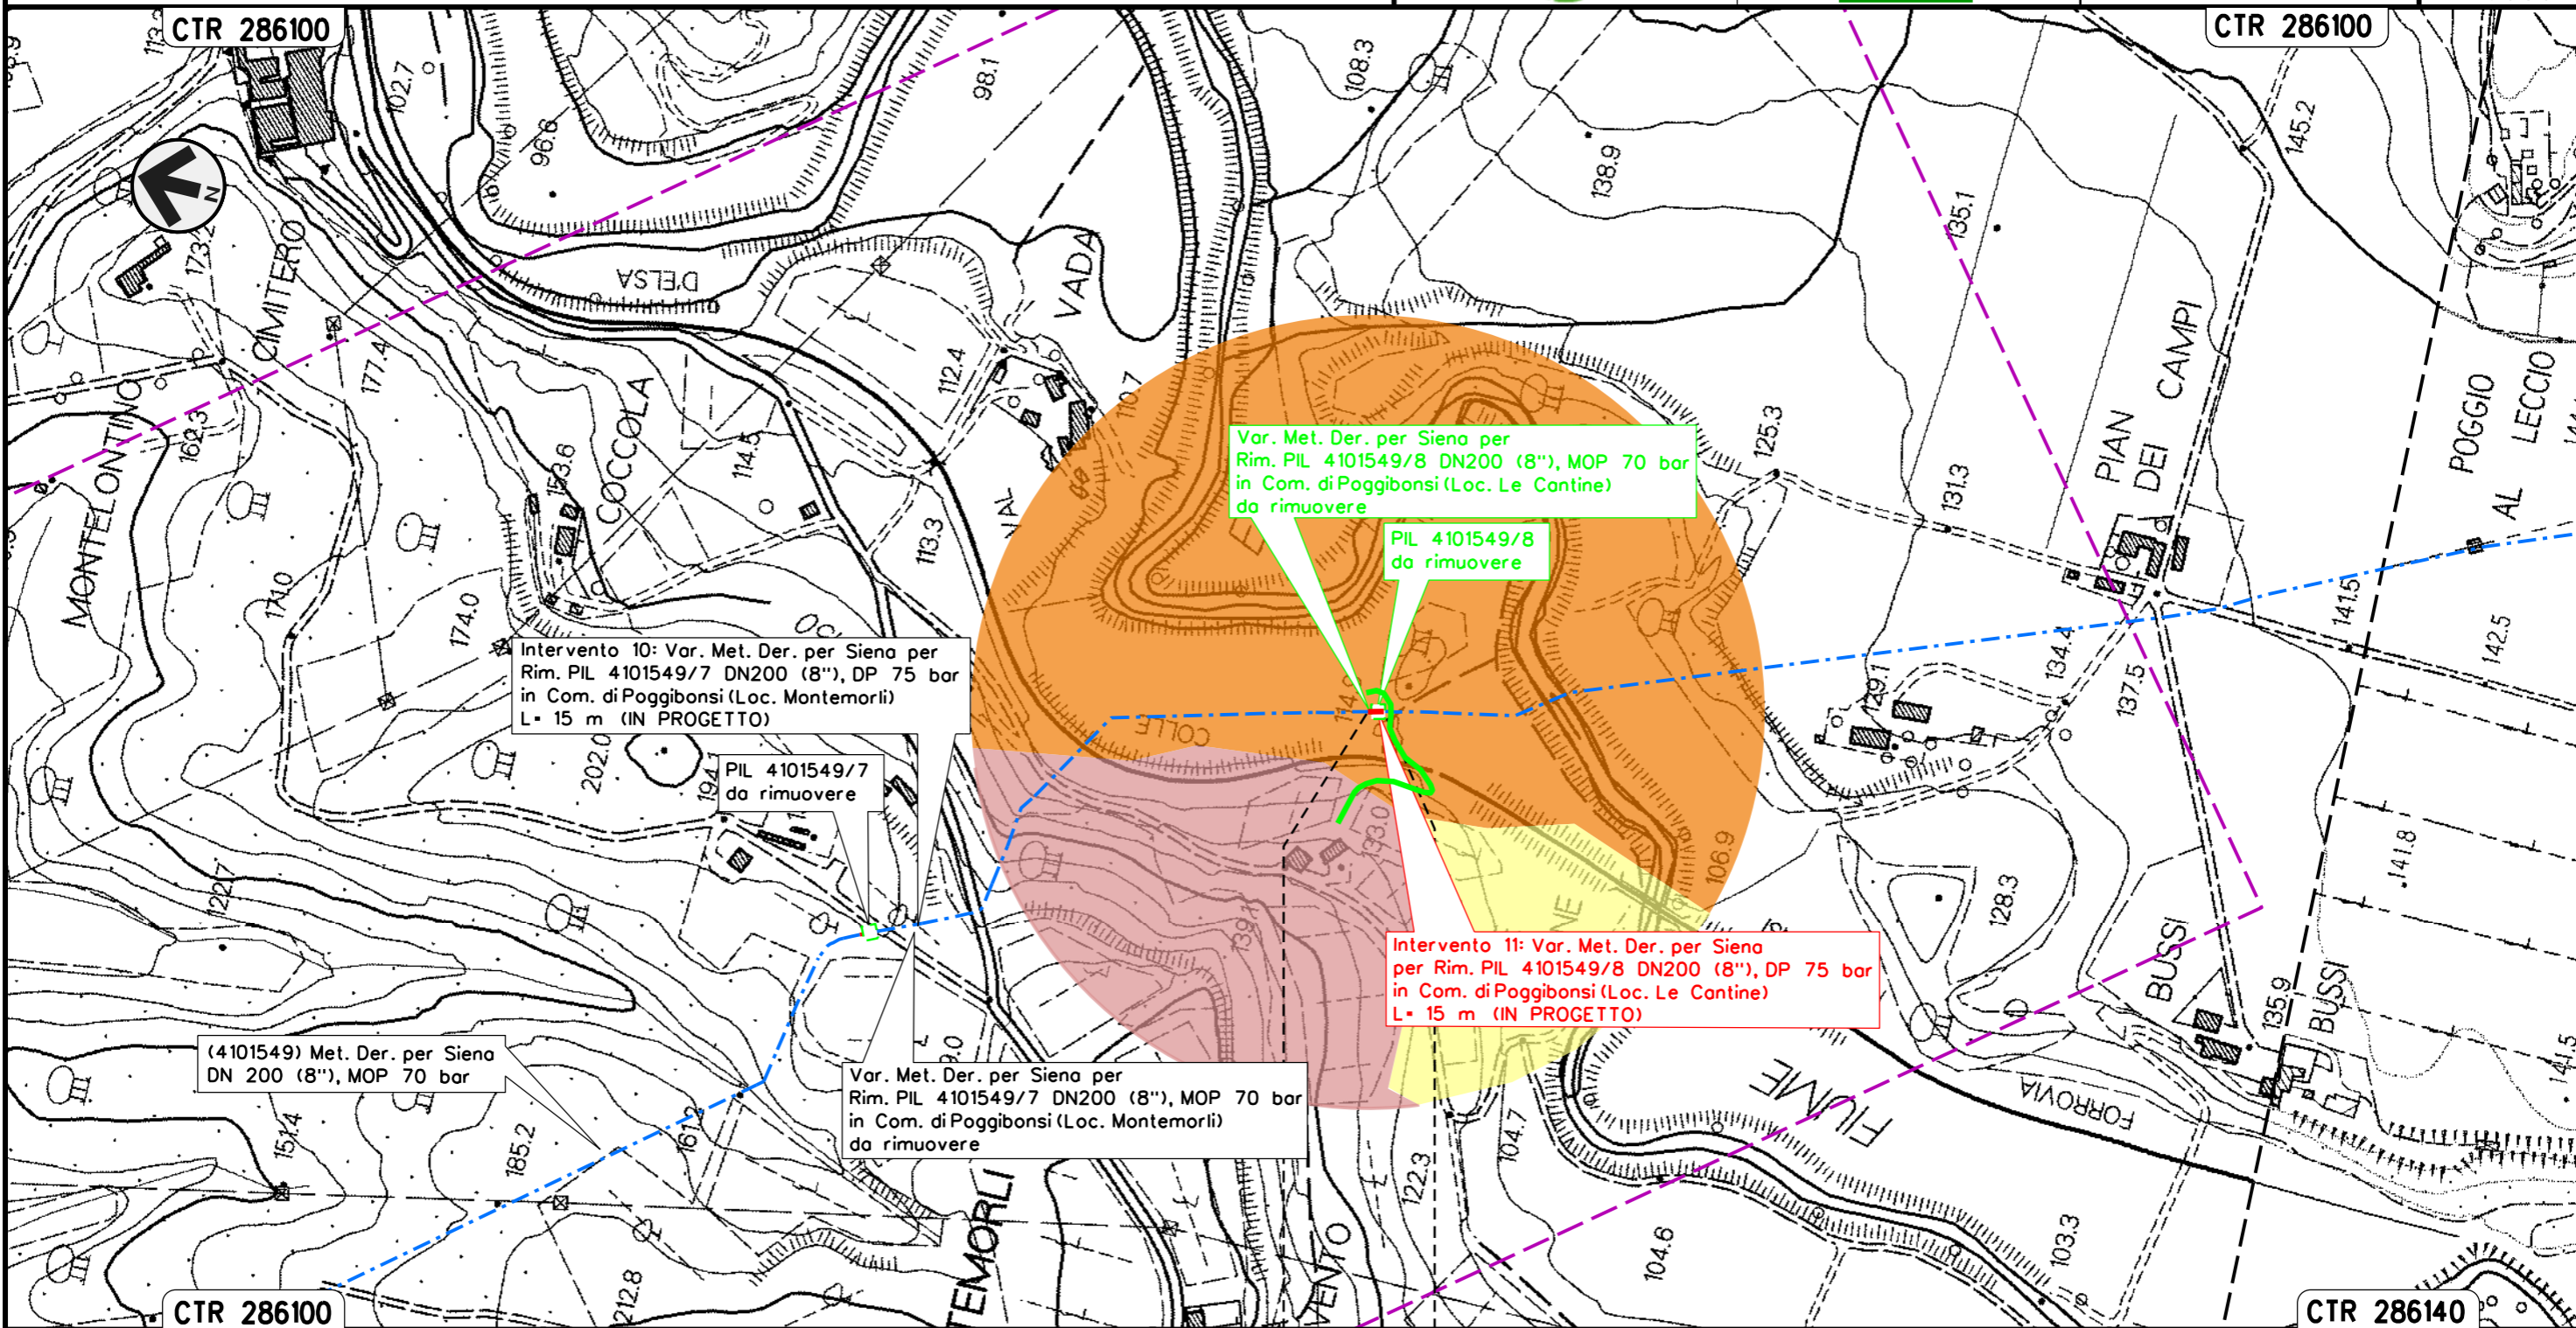 CTR 286100
CTR 286100
N
102.7
98.1
96.6
108.3
138.9
145.2
135.1
CIMITERO
177.4
D'ELSA
VADA
MONTELONTINO
162.3
COCCOLA
153.6
114.5
112.4
113.3
VAL
171.0
174.0
125.3
131.3
PIAN
DEI CAMPI
POGGIO
AL LECCIO
141.5
142.5
134.4
137.5
129.1
Var. Met. Der. per Siena per
Rim. PIL 4101549/8 DN200 (8"), MOP 70 bar
in Com. di Poggibonsi (Loc. Le Cantine)
da rimuovere
PIL 4101549/8
da rimuovere
Intervento 10: Var. Met. Der. per Siena per
Rim. PIL 4101549/7 DN200 (8"), DP 75 bar
in Com. di Poggibonsi (Loc. Montemorli)
L= 15 m (IN PROGETTO)
COLLE
202.0
PIL 4101549/7
da rimuovere
122.7
133.0
106.9
128.3
141.8
Intervento 11: Var. Met. Der. per Siena
per Rim. PIL 4101549/8 DN200 (8"), DP 75 bar
in Com. di Poggibonsi (Loc. Le Cantine)
L= 15 m (IN PROGETTO)
BUSSI
135.9
BUSSI
(4101549) Met. Der. per Siena
DN 200 (8"), MOP 70 bar
Var. Met. Der. per Siena per
Rim. PIL 4101549/7 DN200 (8"), MOP 70 bar
in Com. di Poggibonsi (Loc. Montemorli)
da rimuovere
151.4
185.2
161.2
212.8
TEMORLI
VENTO
122.3
104.7
FIUME
FORROVIA
104.6
103.3
CTR 286100
CTR 286140